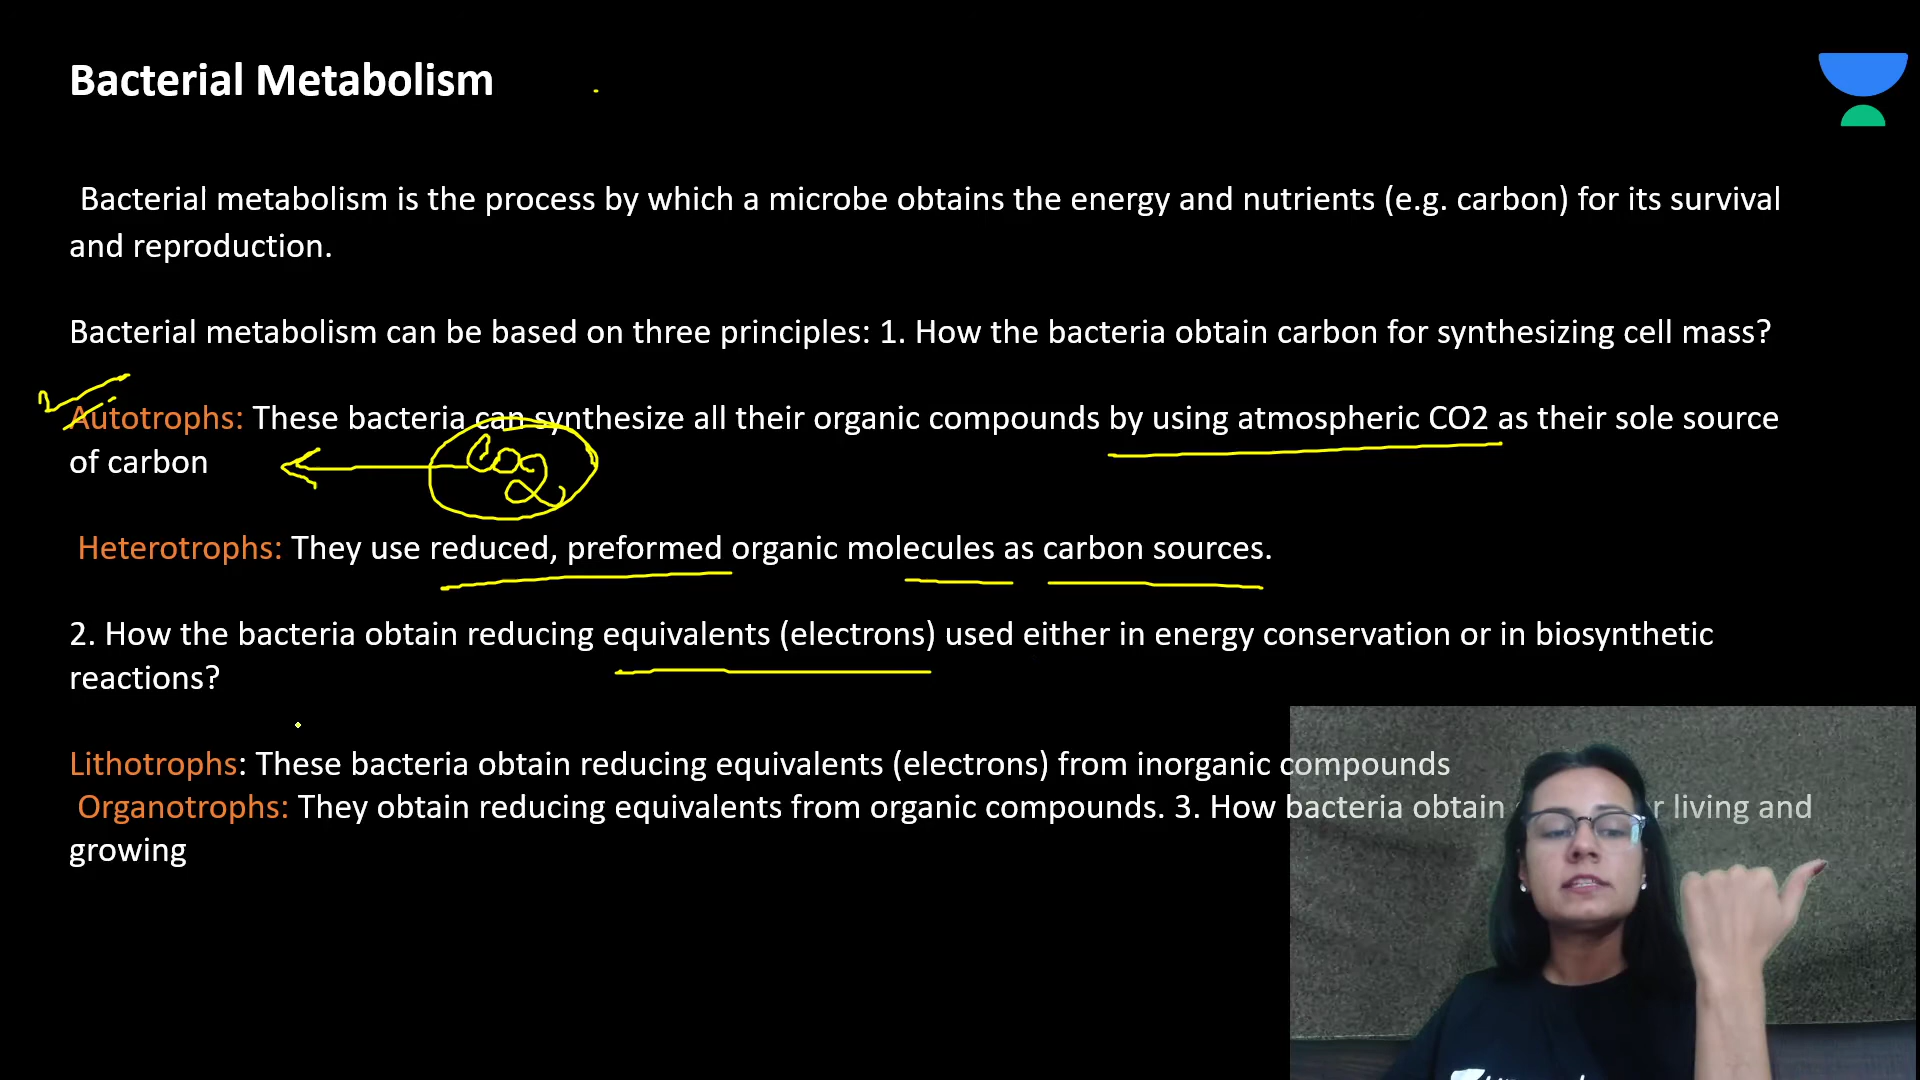 Bacterial Metabolism
Bacterial metabolism is the process by which a microbe obtains the energy and nutrients (e.g. carbon) for its survival
and reproduction.
Bacterial metabolism can be based on three principles: 1. How the bacteria obtain carbon for synthesizing cell mass?
Autotrophs: These bacteria can synthesize all their organic compounds by using atmospheric CO2 as their sole source
of carbon
CO2
Heterotrophs: They use reduced, preformed organic molecules as carbon sources.
2. How the bacteria obtain reducing equivalents (electrons) used either in energy conservation or in biosynthetic
reactions?
Lithotrophs: These bacteria obtain reducing equivalents (electrons) from inorganic compounds
Organotrophs: They obtain reducing equivalents from organic compounds. 3. How bacteria obtain living and
growing